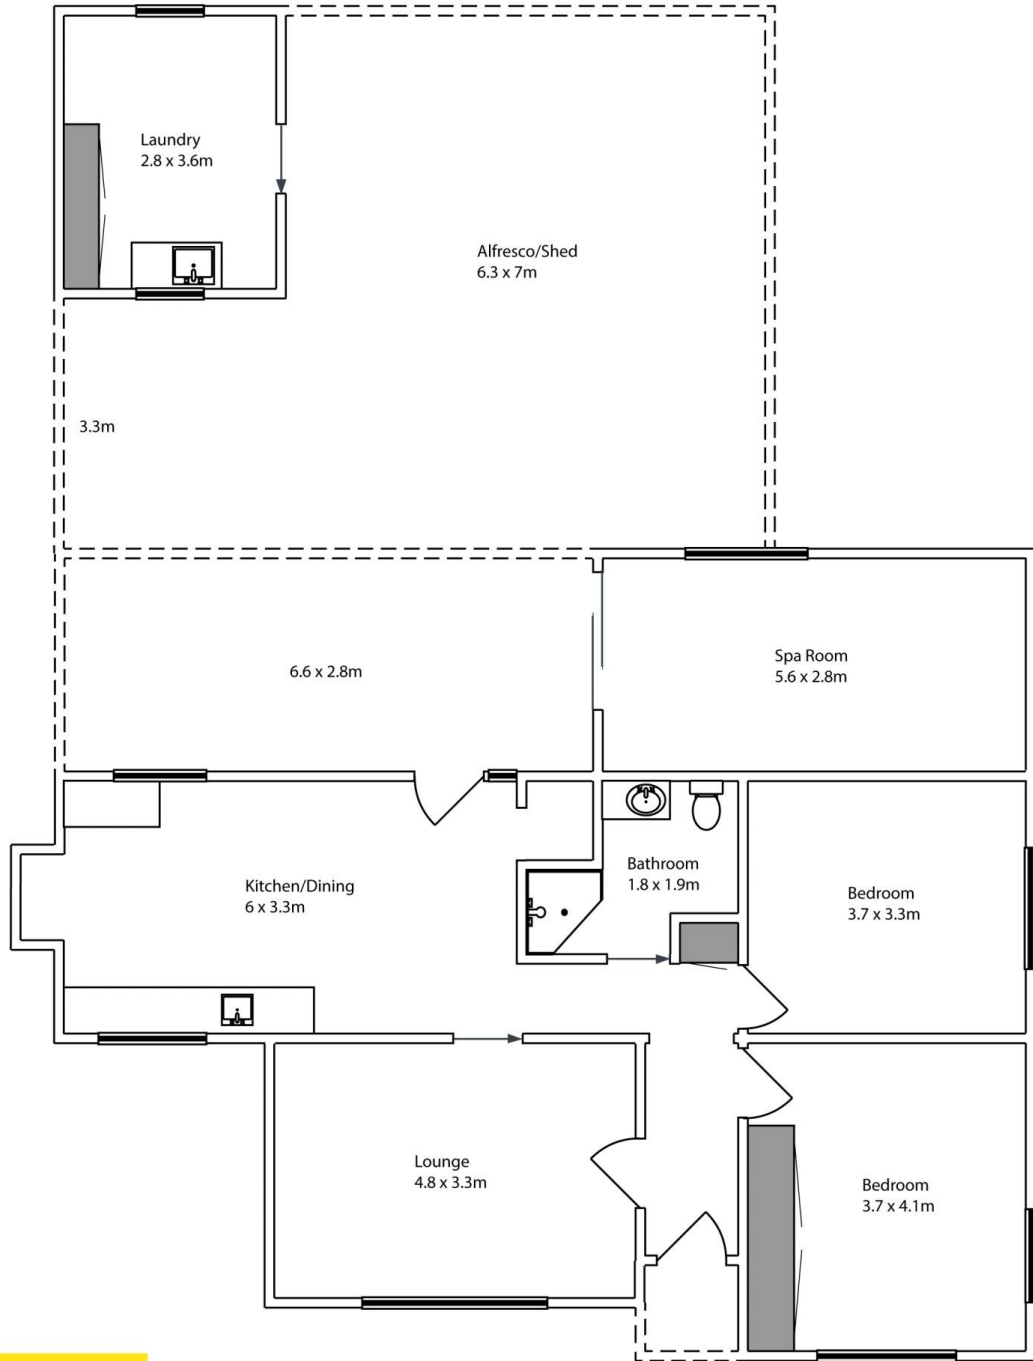 Laundry
2.8 x 3.6m
Alfresco/Shed
6.3 x 7m
3.3m
6.6 x 2.8m
Spa Room
5.6 x 2.8m
Kitchen/Dining
6 x 3.3m
Bathroom
1.8 x 1.9m
Bedroom
3.7 x 3.3m
Lounge
4.8 x 3.3m
Bedroom
3.7 x 4.1m